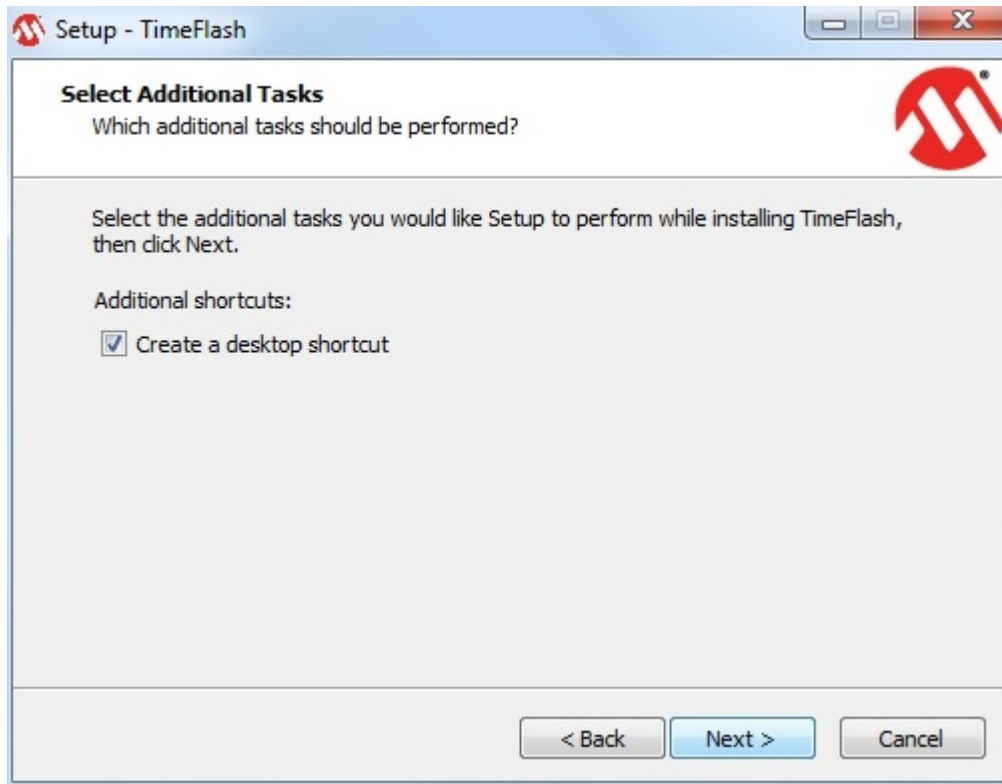 Setup - TimeFlash
Select Additional Tasks
Which additional tasks should be performed?
Select the additional tasks you would like Setup to perform while installing TimeFlash,
then click Next.
Additional shortcuts:
Create a desktop shortcut
< Back Next > Cancel